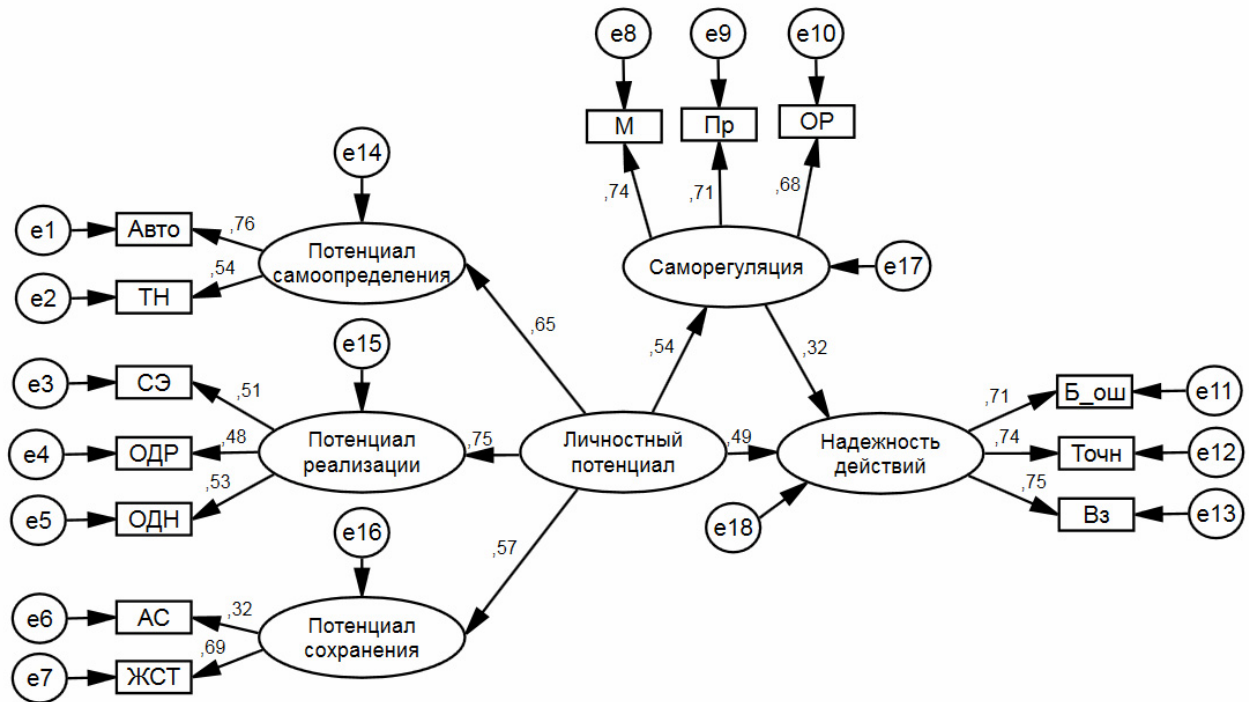 e8
e9
e10
М
Пр
ОР
e14
,74
,71
,68
e1
Авто
,76
Потенциал
самоопределения
Саморегуляция
e17
e2
ТН
,54
,65
,54
,32
e15
e3
СЭ
,51
Б_ош
e11
,71
e4
ОДР
,48
Потенциал
реализации
,75
Личностный
потенциал
,49
Надежность
действий
,74
Точн
e12
e5
ОДН
,53
,75
Вз
e13
e18
e16
,57
e6
АС
,32
Потенциал
сохранения
e7
ЖСТ
,69